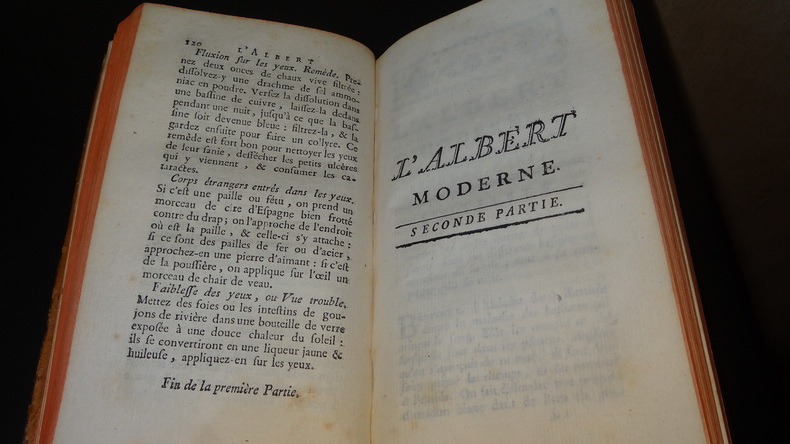 120 L'ALBERT
Fluxion sur les yeux. Remède. Pre-
nez deux onces de chaux vive filtrée :
dissolvez-y une drachme de sel ammo-
niac en poudre. Versez la dissolution dans
une bassine de cuivre, laissez-la dedans
pendant une nuit, jusqu'à ce que la bas-
sine soit devenue bleue : filtrez-la, & la
gardez ensuite pour faire un collyre. Ce
remède est fort bon pour nettoyer les yeux
de leur sanie, dessécher les petits ulcères
qui y viennent, & consumer les ca-
taractes.
Corps étrangers entrés dans les yeux.
Si c'est une paille ou fétu, on prend un
morceau de cire d'Espagne bien frotté
contre du drap ; on l'approche de l'endroit
où est la paille, & celle-ci s'y attache :
si ce sont des pailles de fer ou d'acier,
approchez-en une pierre d'aimant : si c'est
de la poussière, on applique sur l'œil un
morceau de chair de veau.
Faiblesse des yeux, ou Vue trouble.
Mettez des foies ou les intestins de gou-
jons de rivière dans une bouteille de verre
exposée à une douce chaleur du soleil :
ils se convertiront en une liqueur jaune &
huileuse, appliquez-en sur les yeux.
Fin de la première Partie.
L'ALBERT
MODERNE.
SECONDE PARTIE.